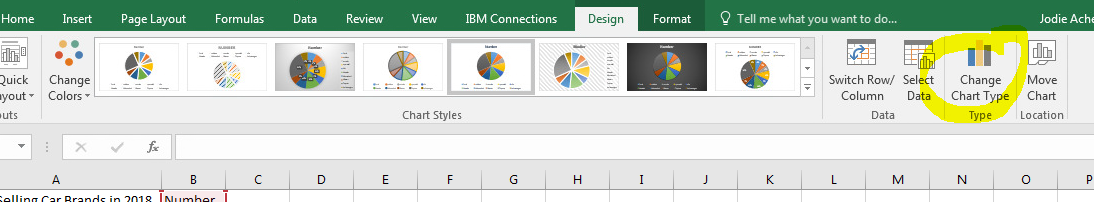 Home Insert Page Layout Formulas Data Review View IBM Connections Design Format Tell me what you want to do... Jodie Ache
Quick
ayout
Change
Colors
Switch Row/
Column
Select
Data
Change
Chart Type
Move
Chart
outs Chart Styles Data Type Location
fx
A B C D E F G H I J K L M N O P
Selling Car Brands in 2018 Number